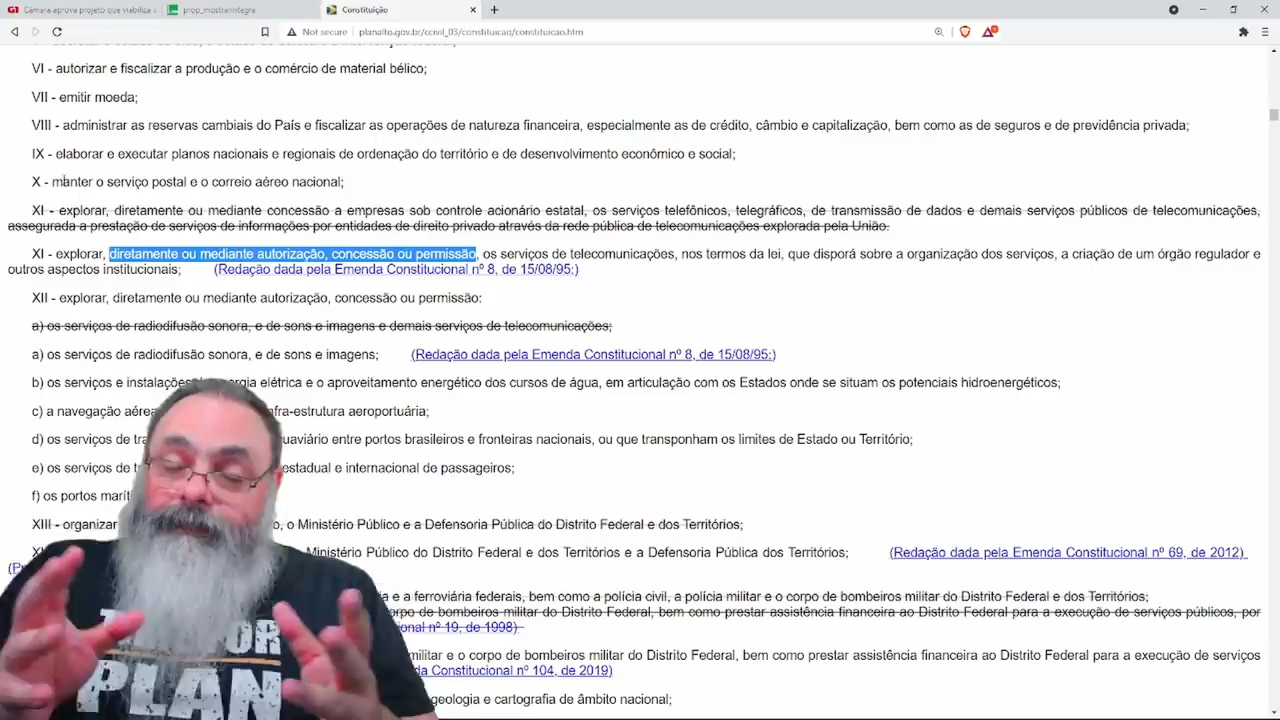 Câmara aprova projeto que viabiliza
prop_mostrarintegra
Constituição
Not secure
planalto.gov.br/ccivil_03/constituicao/constituicao.htm
VI - autorizar e fiscalizar a produção e o comércio de material bélico;
VII - emitir moeda;
VIII - administrar as reservas cambiais do País e fiscalizar as operações de natureza financeira, especialmente as de crédito, câmbio e capitalização, bem como as de seguros e de previdência privada;
IX - elaborar e executar planos nacionais e regionais de ordenação do território e de desenvolvimento econômico e social;
X - manter o serviço postal e o correio aéreo nacional;
XI - explorar, diretamente ou mediante concessão a empresas sob controle acionário estatal, os serviços telefônicos, telegráficos, de transmissão de dados e demais serviços públicos de telecomunicações,
assegurada a prestação de serviços de informações por entidades de direito privado através da rede pública de telecomunicações explorada pela União.
XI - explorar, diretamente ou mediante autorização, concessão ou permissão, os serviços de telecomunicações, nos termos da lei, que disporá sobre a organização dos serviços, a criação de um órgão regulador e
outros aspectos institucionais; (Redação dada pela Emenda Constitucional nº 8, de 15/08/95:)
XII - explorar, diretamente ou mediante autorização, concessão ou permissão:
a) os serviços de radiodifusão sonora, e de sons e imagens e demais serviços de telecomunicações;
a) os serviços de radiodifusão sonora, e de sons e imagens; (Redação dada pela Emenda Constitucional nº 8, de 15/08/95:)
b) os serviços e instalações ergia elétrica e o aproveitamento energético dos cursos de água, em articulação com os Estados onde se situam os potenciais hidroenergéticos;
c) a navegação aérea nfra-estrutura aeroportuária;
d) os serviços de tra uaviário entre portos brasileiros e fronteiras nacionais, ou que transponham os limites de Estado ou Território;
e) os serviços de t estadual e internacional de passageiros;
f) os portos marít
XIII - organizar o, o Ministério Público e a Defensoria Pública do Distrito Federal e dos Territórios;
Ministério Público do Distrito Federal e dos Territórios e a Defensoria Pública dos Territórios; (Redação dada pela Emenda Constitucional nº 69, de 2012)
ia e a ferroviária federais, bem como a polícia civil, a polícia militar e o corpo de bombeiros militar do Distrito Federal e dos Territórios;
orpo de bombeiros militar do Distrito Federal, bem como prestar assistência financeira ao Distrito Federal para a execução de serviços públicos, por
onal nº 19, de 1998)
militar e o corpo de bombeiros militar do Distrito Federal, bem como prestar assistência financeira ao Distrito Federal para a execução de serviços
da Constitucional nº 104, de 2019)
geologia e cartografia de âmbito nacional;